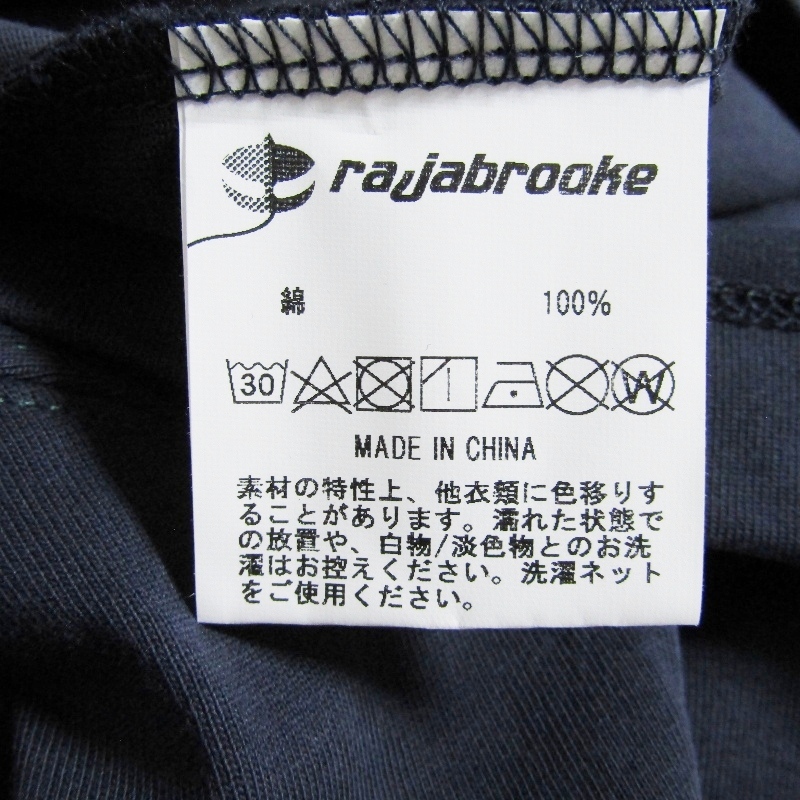 rajabrooke
綿 100%
30 W
MADE IN CHINA
素材の特性上、他衣類に色移りす
ることがあります。濡れた状態で
の放置や、白物/淡色物とのお洗
濯はお控えください。洗濯ネット
をご使用ください。